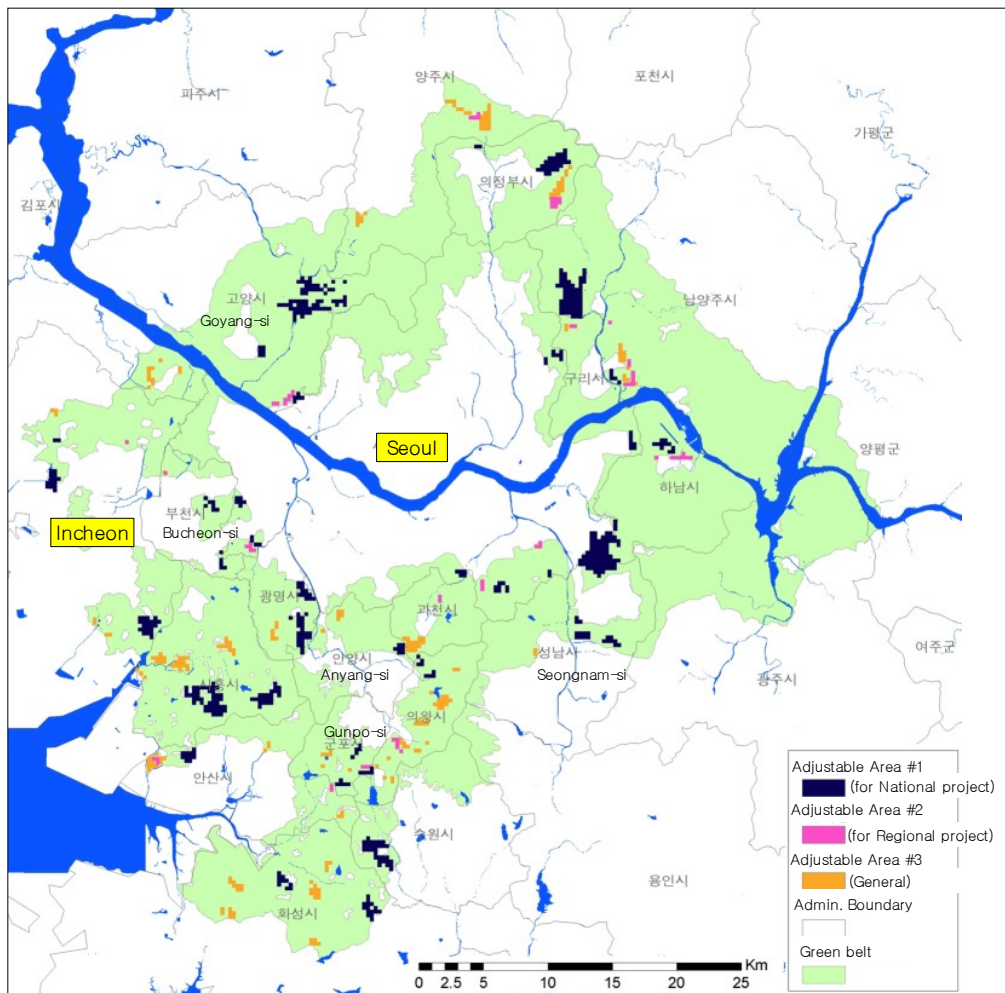 양주시
포천시
파주시
가평군
의정부시
김포시
고양시
남양주시
Goyang-si
구리시
Seoul
양평군
하남시
부천시
Incheon
Bucheon-si
광명시
과천시
안양시
성남시
여주군
Anyang-si
Seongnam-si
광주시
시흥시
의왕시
Gunpo-si
군포시
안산시
수원시
용인시
화성시
Adjustable Area #1
(for National project)
Adjustable Area #2
(for Regional project)
Adjustable Area #3
(General)
Admin. Boundary
Green belt
Km
0 2.5 5 10 15 20 25